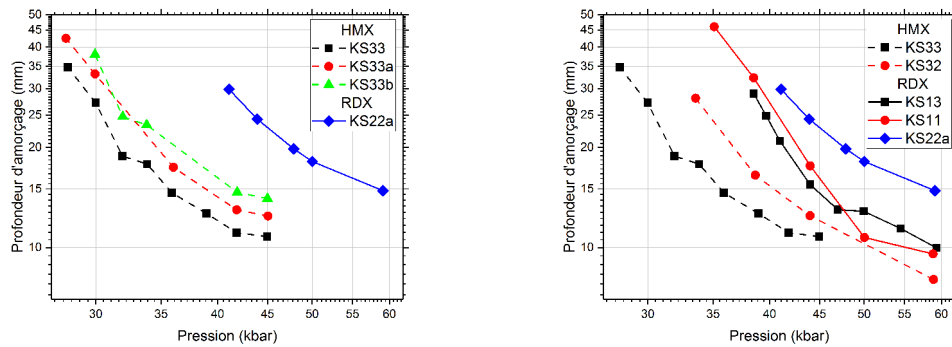 50
45
40
35
30
25
20
15
10
Profondeur d'amorçage (mm)
30
35
40
45
50
55
60
Pression (kbar)
HMX
KS33
KS33a
KS33b
RDX
KS22a
50
45
40
35
30
25
20
15
10
Profondeur d'amorçage (mm)
30
35
40
45
50
55
60
Pression (kbar)
HMX
KS33
KS32
RDX
KS13
KS11
KS22a